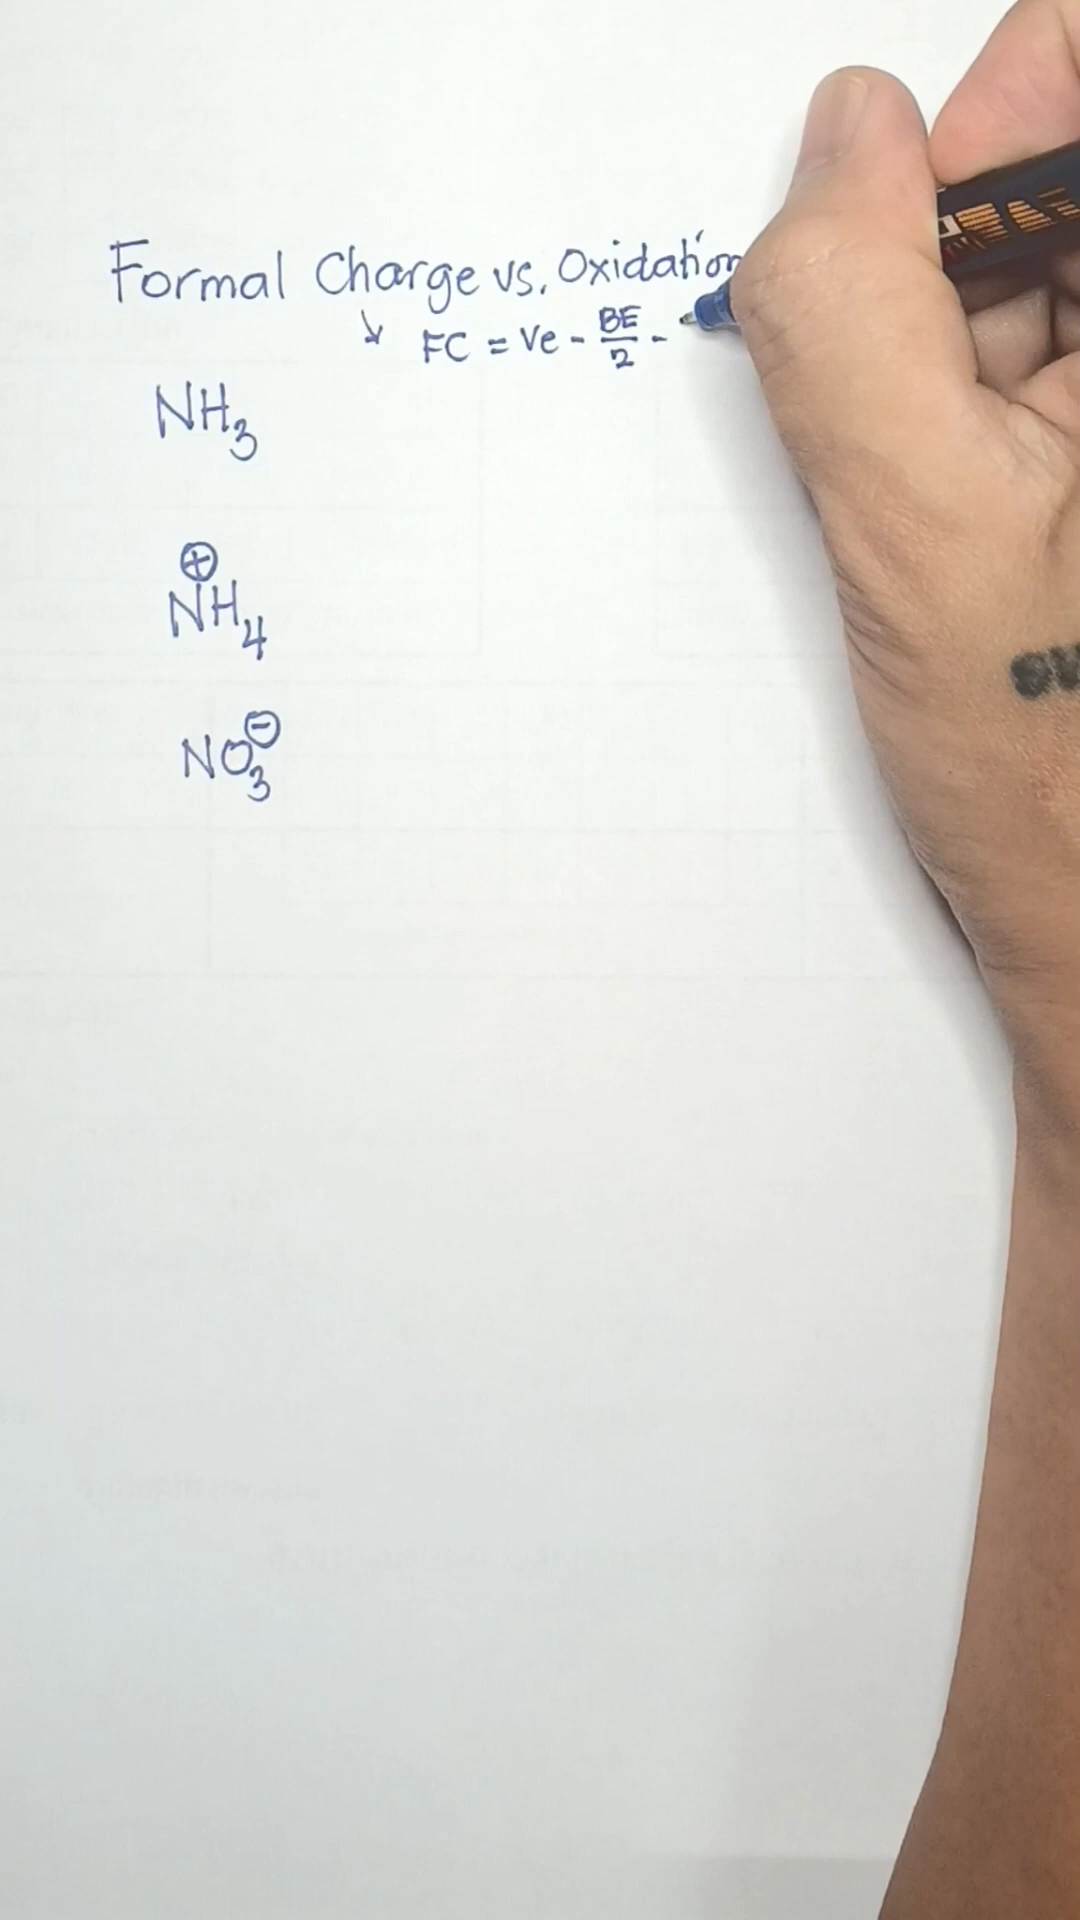 Formal Charge vs. Oxidation
↘ FC = Ve - BE/2 -
NH₃
⊕
NH₄
NO₃⊖